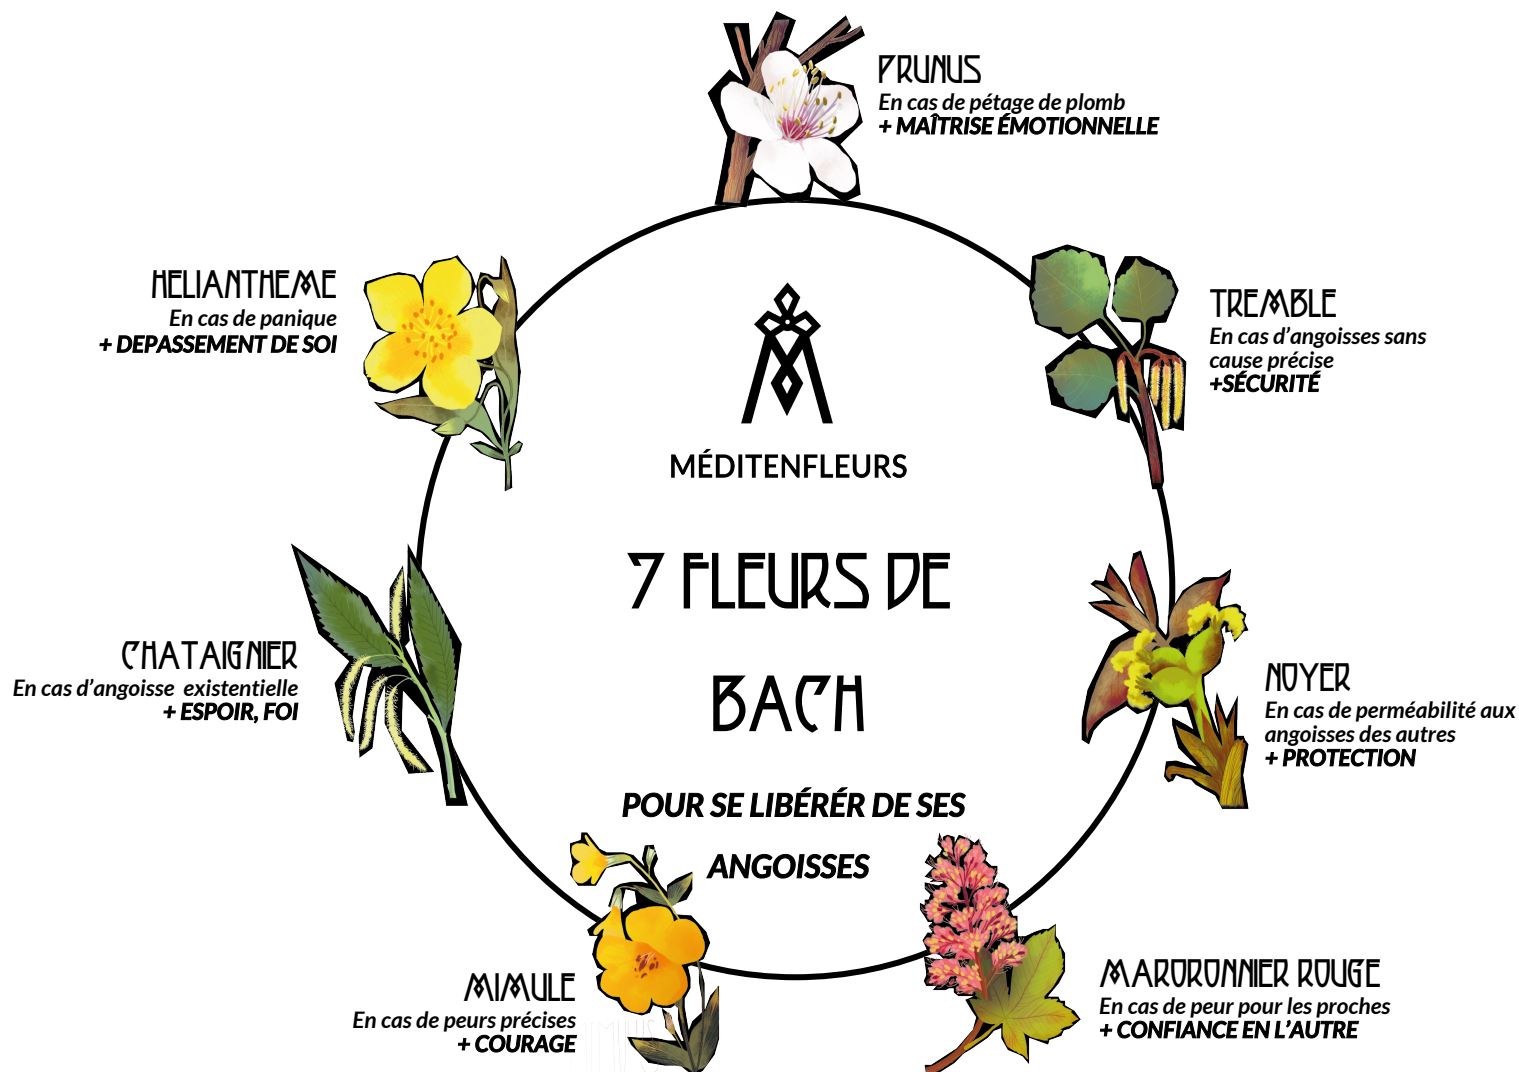 PRUNUS
En cas de pétage de plomb
+ MAÎTRISE ÉMOTIONNELLE
HELIANTHEME
En cas de panique
+ DEPASSEMENT DE SOI
TREMBLE
En cas d'angoisses sans
cause précise
+SÉCURITÉ
MÉDITENFLEURS
7 FLEURS DE
BACH
POUR SE LIBÉRÉR DE SES
ANGOISSES
CHATAIGNIER
En cas d'angoisse existentielle
+ ESPOIR, FOI
NOYER
En cas de perméabilité aux
angoisses des autres
+ PROTECTION
MIMULE
En cas de peurs précises
+ COURAGE
MARORONNIER ROUGE
En cas de peur pour les proches
+ CONFIANCE EN L'AUTRE